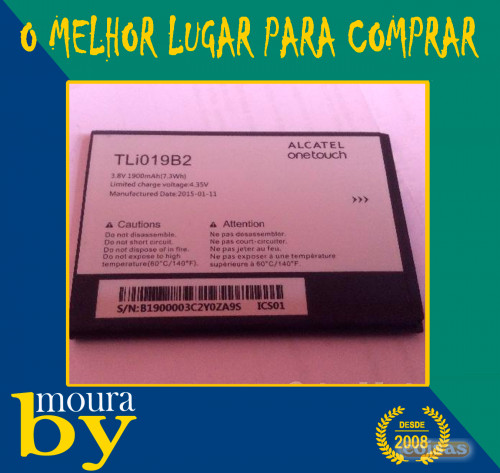 O MELHOR LUGAR PARA COMPRAR
ALCATEL
onetouch
TLi019B2
3.8V 1900mAh(7.3Wh)
Limited charge voltage:4.35V
Manufactured Date:2015-01-11
>>>
Cautions
Do not disassemble.
Do not short circuit.
Do not dispose of in fire.
Do not expose to high
temperature(60°C/140°F).
Attention
Ne pas desassembler.
Ne pas court-circuiter.
Ne pas jeter au feu.
Ne pas exposer à température
supérieure à 60°C/140°F.
S/N:B1900003C2Y0ZA9S ICS01
moura
by
DESDE
2008
coisas